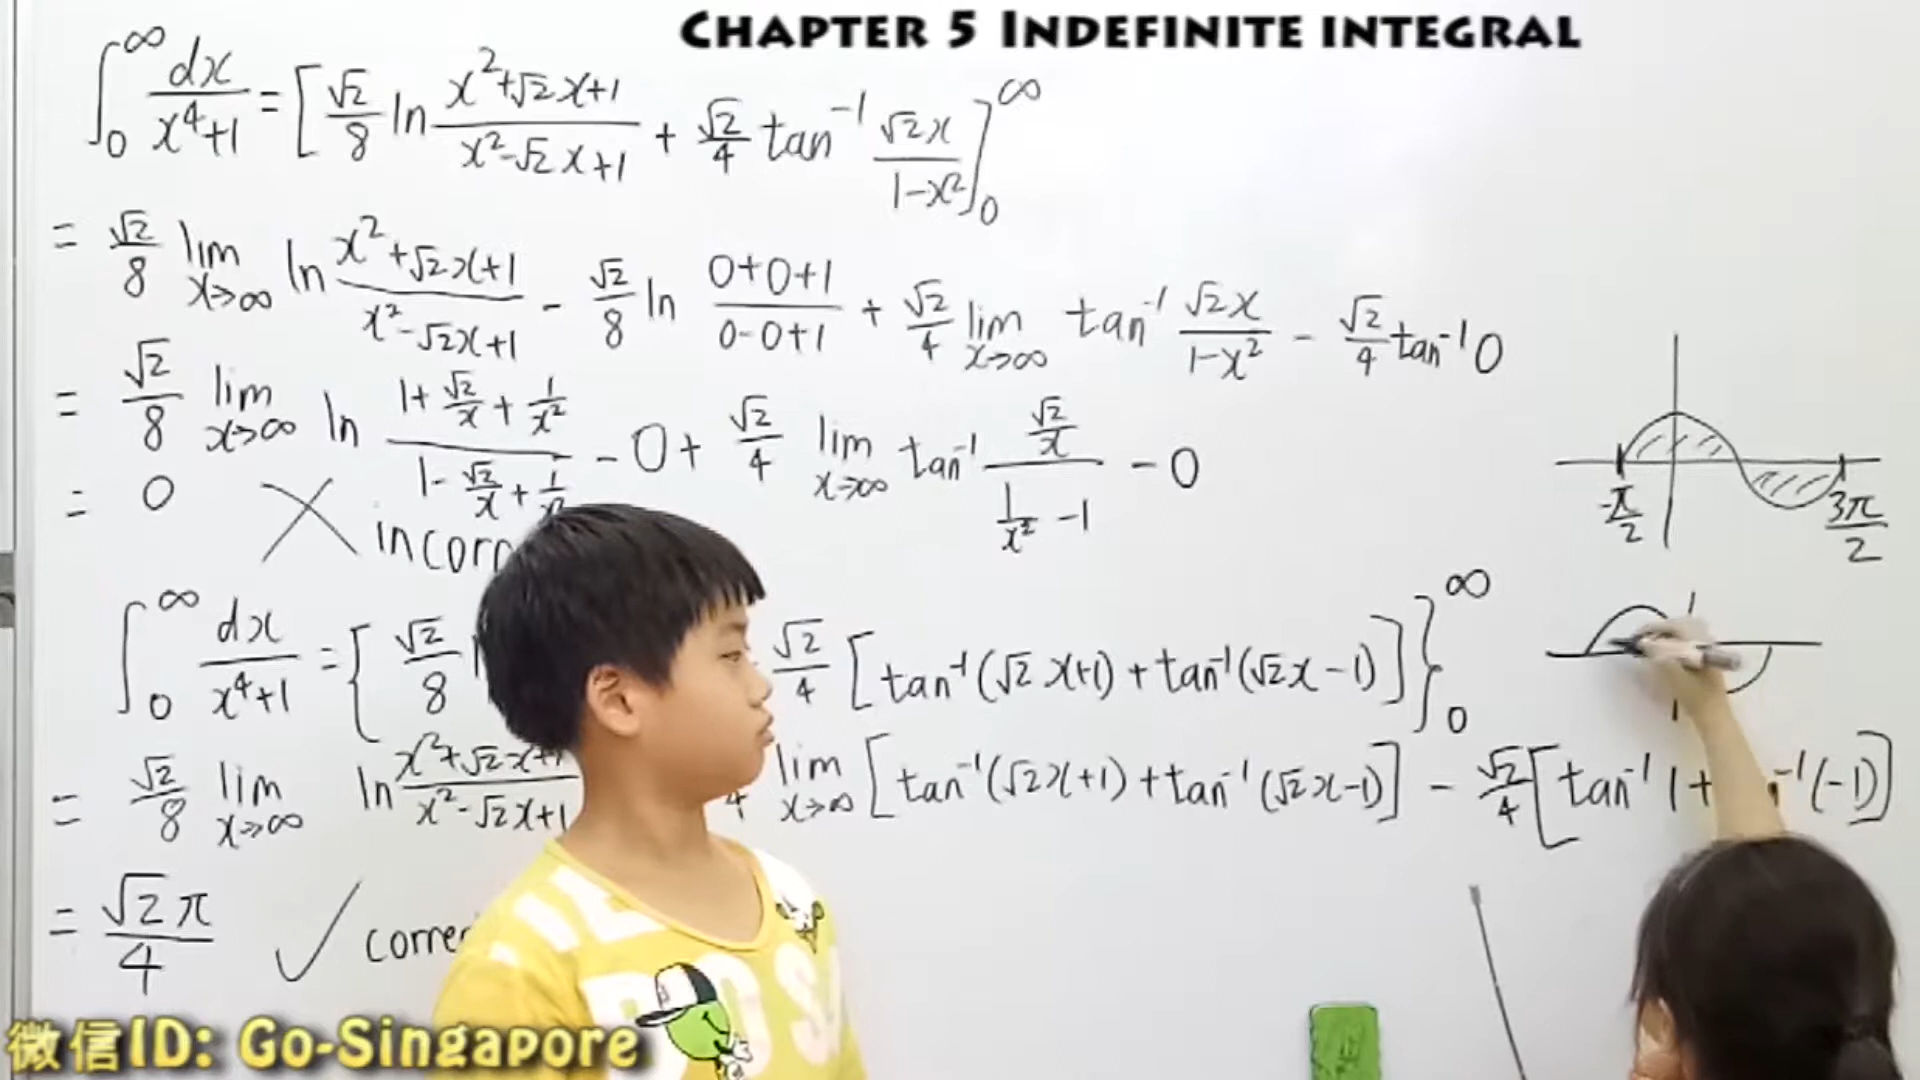 CHAPTER 5 INDEFINITE INTEGRAL
∫₀^∞ dx/(x⁴+1) = [√2/8 ln (x²+√2x+1)/(x²-√2x+1) + √2/4 tan⁻¹ √2x/(1-x²)]₀^∞
= √2/8 lim x→∞ ln (x²+√2x+1)/(x²-√2x+1) - √2/8 ln (0+0+1)/(0-0+1) + √2/4 lim x→∞ tan⁻¹ √2x/(1-x²) - √2/4 tan⁻¹ 0
= √2/8 lim x→∞ ln (1+√2/x+1/x²)/(1-√2/x+1/x²) - 0 + √2/4 lim x→∞ tan⁻¹ (√2/x)/(1/x²-1) - 0
= 0 ✗
-π/2 3π/2
∫₀^∞ dx/(x⁴+1) = {√2/8 √2/4 [tan⁻¹(√2x+1) + tan⁻¹(√2x-1)]}₀^∞
= √2/8 lim x→∞ ln (x²+√2x+1)/(x²-√2x+1) 4 lim x→∞ [tan⁻¹(√2x+1) + tan⁻¹(√2x-1)] - √2/4 [tan⁻¹ 1 + ⁻¹(-1)]
= √2π/4 ✓
微信ID: Go-Singapore